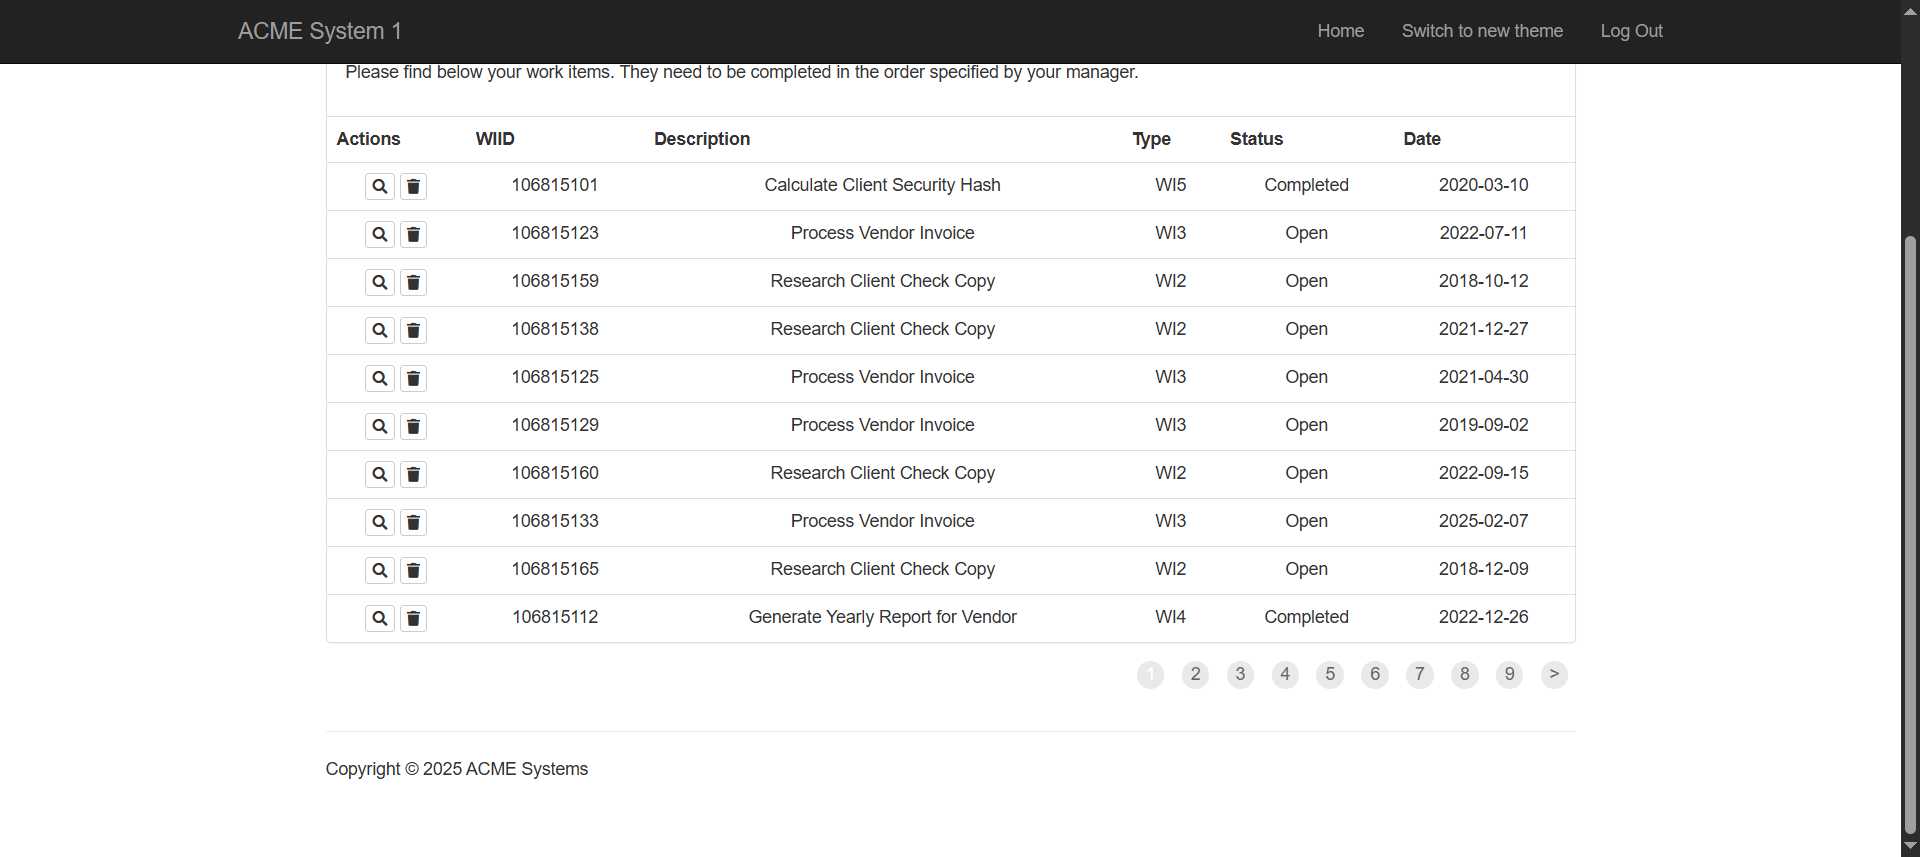 ACME System 1 Home Switch to new theme Log Out
Please find below your work items. They need to be completed in the order specified by your manager.
Actions WIID Description Type Status Date
106815101 Calculate Client Security Hash WI5 Completed 2020-03-10
106815123 Process Vendor Invoice WI3 Open 2022-07-11
106815159 Research Client Check Copy WI2 Open 2018-10-12
106815138 Research Client Check Copy WI2 Open 2021-12-27
106815125 Process Vendor Invoice WI3 Open 2021-04-30
106815129 Process Vendor Invoice WI3 Open 2019-09-02
106815160 Research Client Check Copy WI2 Open 2022-09-15
106815133 Process Vendor Invoice WI3 Open 2025-02-07
106815165 Research Client Check Copy WI2 Open 2018-12-09
106815112 Generate Yearly Report for Vendor WI4 Completed 2022-12-26
1 2 3 4 5 6 7 8 9 >
Copyright © 2025 ACME Systems